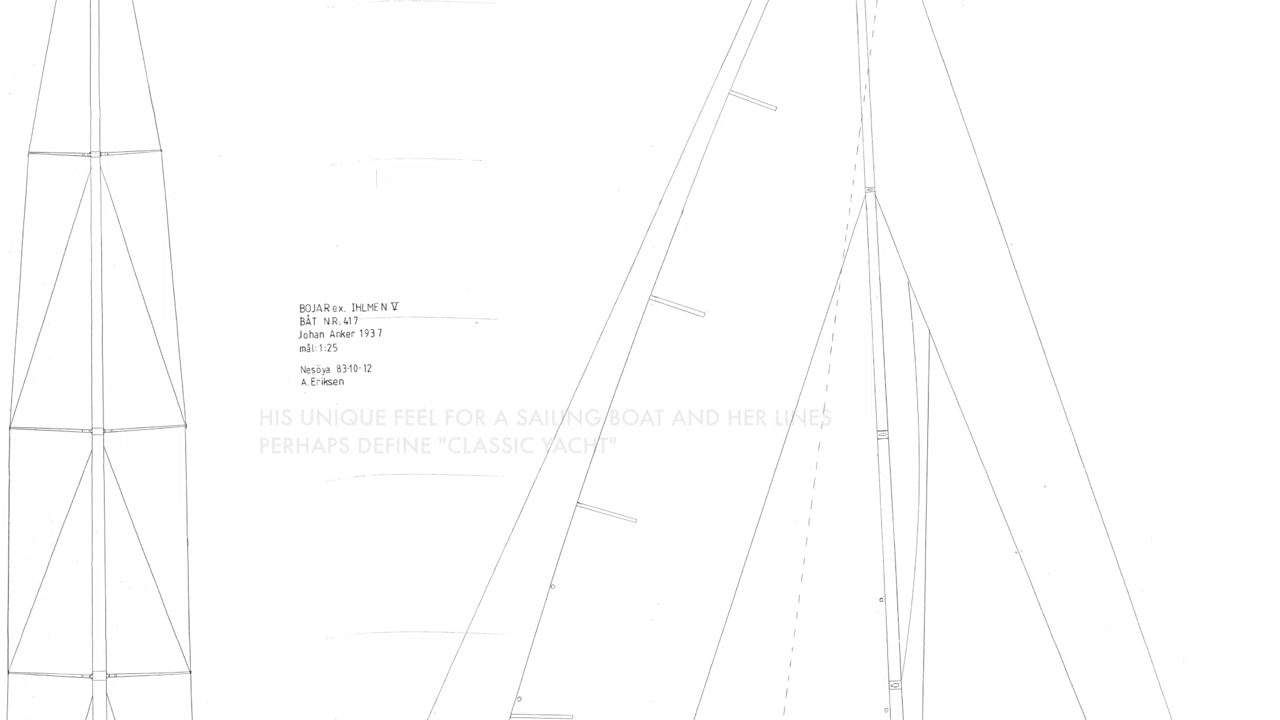 BOJAR ex. IHLMEN V
BÅT NR. 417
Johan Anker 1937
mål: 1:25
Nesöya 83-10-12
A. Eriksen
HIS UNIQUE FEEL FOR A SAILING BOAT AND HER LINES
PERHAPS DEFINE "CLASSIC YACHT"